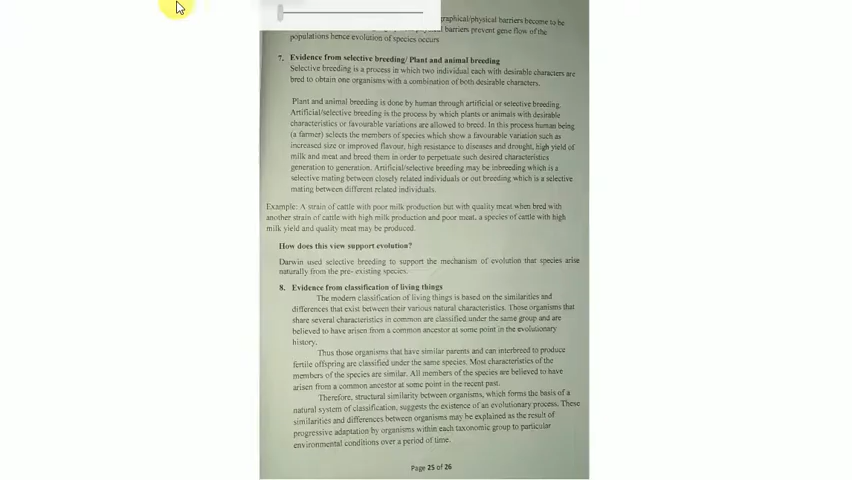 graphical/physical barriers become to be
barriers prevent gene flow of the
populations hence evolution of species occurs
7. Evidence from selective breeding/ Plant and animal breeding
Selective breeding is a process in which two individual each with desirable characters are
bred to obtain one organisms with a combination of both desirable characters.
Plant and animal breeding is done by human through artificial or selective breeding.
Artificial/selective breeding is the process by which plants or animals with desirable
characteristics or favourable variations are allowed to breed. In this process human being
(a farmer) selects the members of species which show a favourable variation such as
increased size or improved flavour, high resistance to diseases and drought, high yield of
milk and meat and breed them in order to perpetuate such desired characteristics
generation to generation. Artificial/selective breeding may be inbreeding which is a
selective mating between closely related individuals or out breeding which is a selective
mating between different related individuals.
Example: A strain of cattle with poor milk production but with quality meat when bred with
another strain of cattle with high milk production and poor meat, a species of cattle with high
milk yield and quality meat may be produced.
How does this view support evolution?
Darwin used selective breeding to support the mechanism of evolution that species arise
naturally from the pre- existing species.
8. Evidence from classification of living things
The modern classification of living things is based on the similarities and
differences that exist between their various natural characteristics. Those organisms that
share several characteristics in common are classified under the same group and are
believed to have arisen from a common ancestor at some point in the evolutionary
history.
Thus those organisms that have similar parents and can interbreed to produce
fertile offspring are classified under the same species. Most characteristics of the
members of the species are similar. All members of the species are believed to have
arisen from a common ancestor at some point in the recent past.
Therefore, structural similarity between organisms, which forms the basis of a
natural system of classification, suggests the existence of an evolutionary process. These
similarities and differences between organisms may be explained as the result of
progressive adaptation by organisms within each taxonomic group to particular
environmental conditions over a period of time.
Page 25 of 26